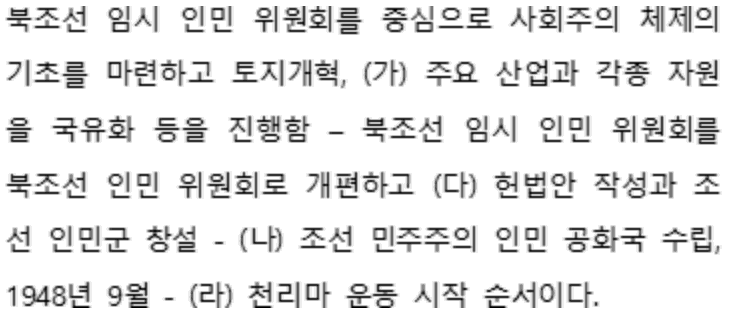 북조선 임시 인민 위원회를 중심으로 사회주의 체제의
기초를 마련하고 토지개혁, (가) 주요 산업과 각종 자원
을 국유화 등을 진행함 – 북조선 임시 인민 위원회를
북조선 인민 위원회로 개편하고 (다) 헌법안 작성과 조
선 인민군 창설 - (나) 조선 민주주의 인민 공화국 수립,
1948년 9월 - (라) 천리마 운동 시작 순서이다.